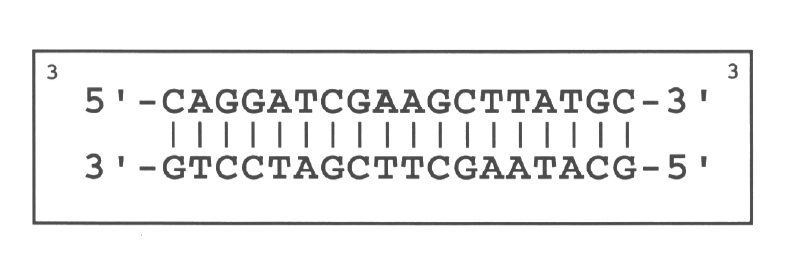 3 3
5'-CAGGATCGAAGCTTATGC-3'
| | | | | | | | | | | | | | | | | |
3'-GTCCTAGCTTCGAATACG-5'